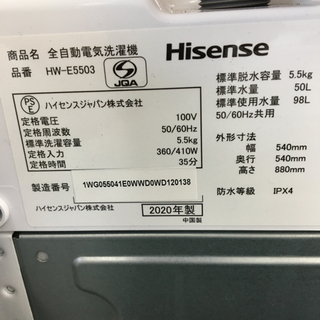 商品名 全自動電気洗濯機
品番 HW-E5503
JQA
Hisense
PS
E
ハイセンスジャパン株式会社
定格電圧 100V
定格周波数 50/60Hz
標準洗濯容量 5.5kg
定格消費電力 360/410W
定格時間 35分
標準脱水容量 5.5kg
標準水量 50L
標準使用水量 98L
50/60Hz共用
外形寸法
幅 540mm
奥行 540mm
高さ 880mm
防水等級 IPX4
製造番号 1WG055041E0WWD0WD120138
ハイセンスジャパン株式会社
2020年製
中国製